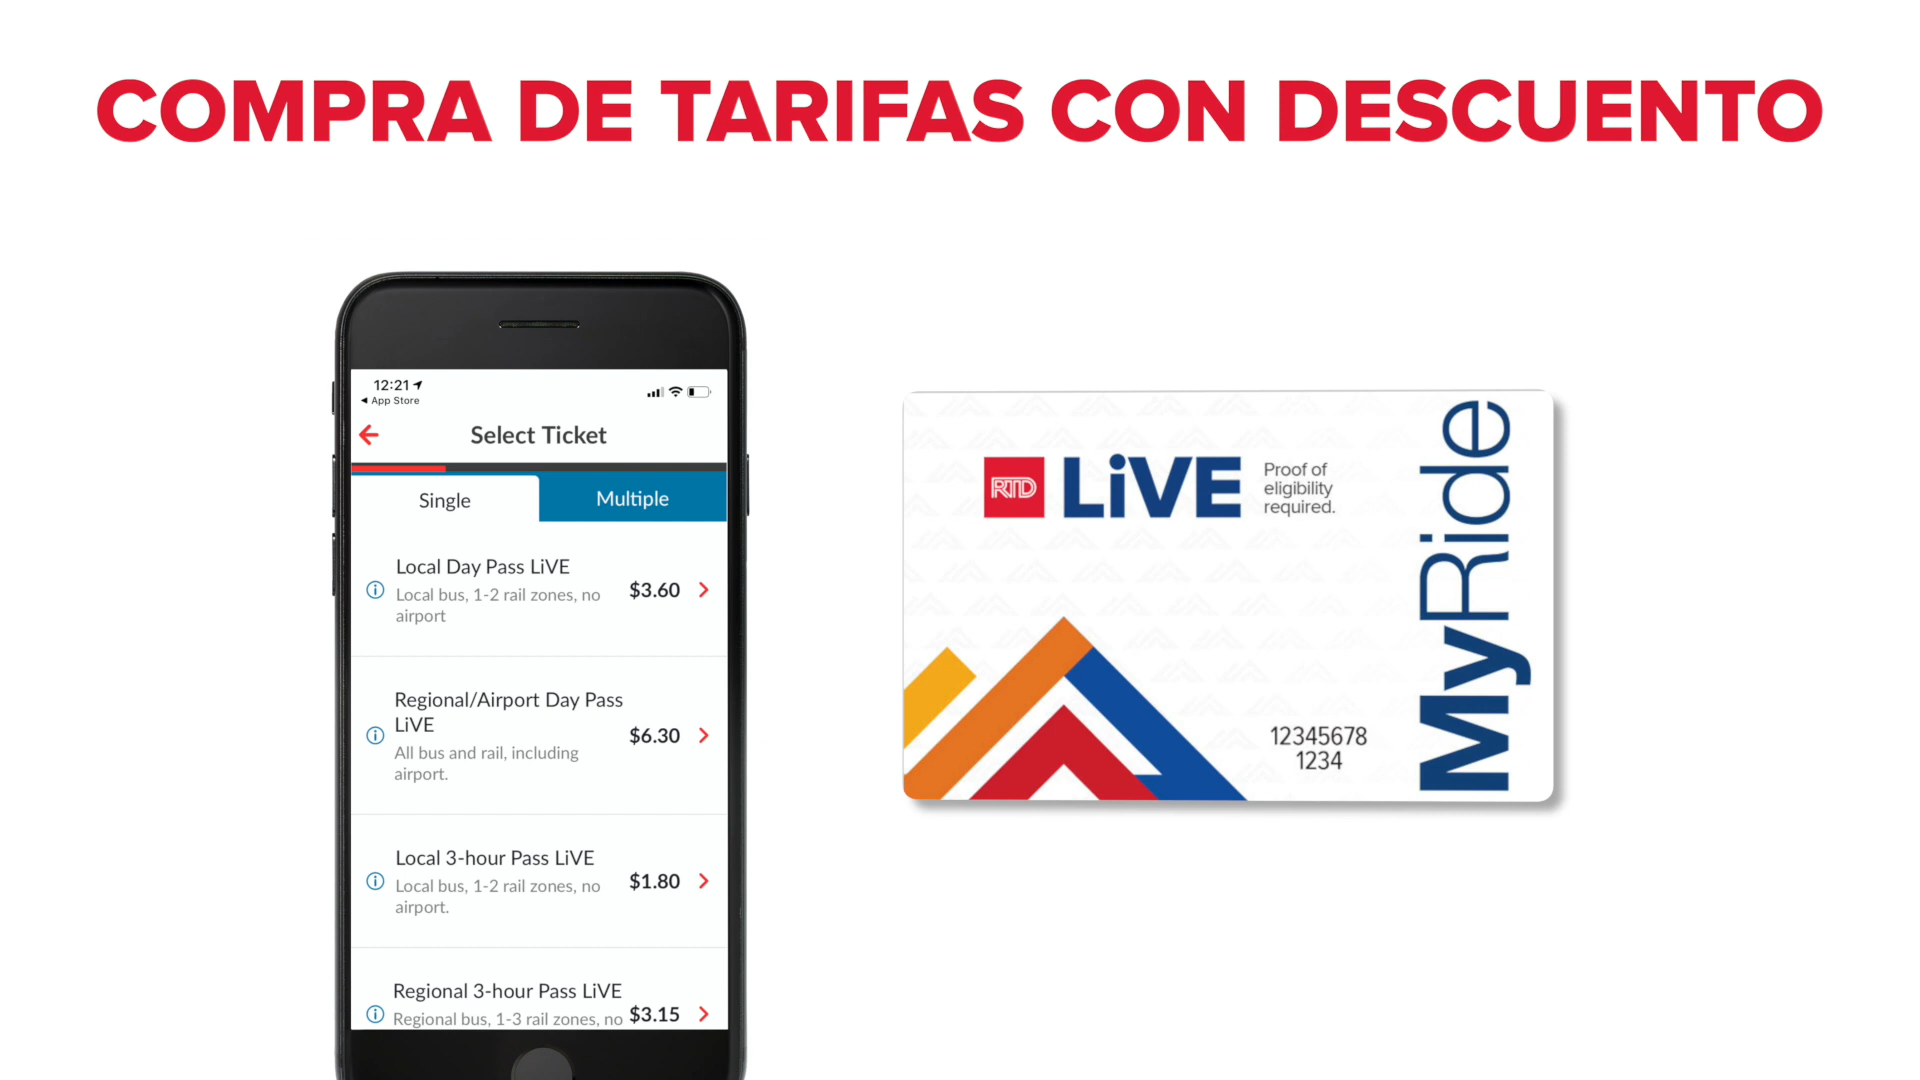 COMPRA DE TARIFAS CON DESCUENTO
12:21
◄ App Store
Select Ticket
Single
Multiple
Local Day Pass LiVE
Local bus, 1-2 rail zones, no
airport
$3.60
Regional/Airport Day Pass
LiVE
All bus and rail, including
airport.
$6.30
Local 3-hour Pass LiVE
Local bus, 1-2 rail zones, no
airport.
$1.80
Regional 3-hour Pass LiVE
Regional bus, 1-3 rail zones, no
$3.15
RTD
LiVE
Proof of
eligibility
required.
12345678
1234
MyRide